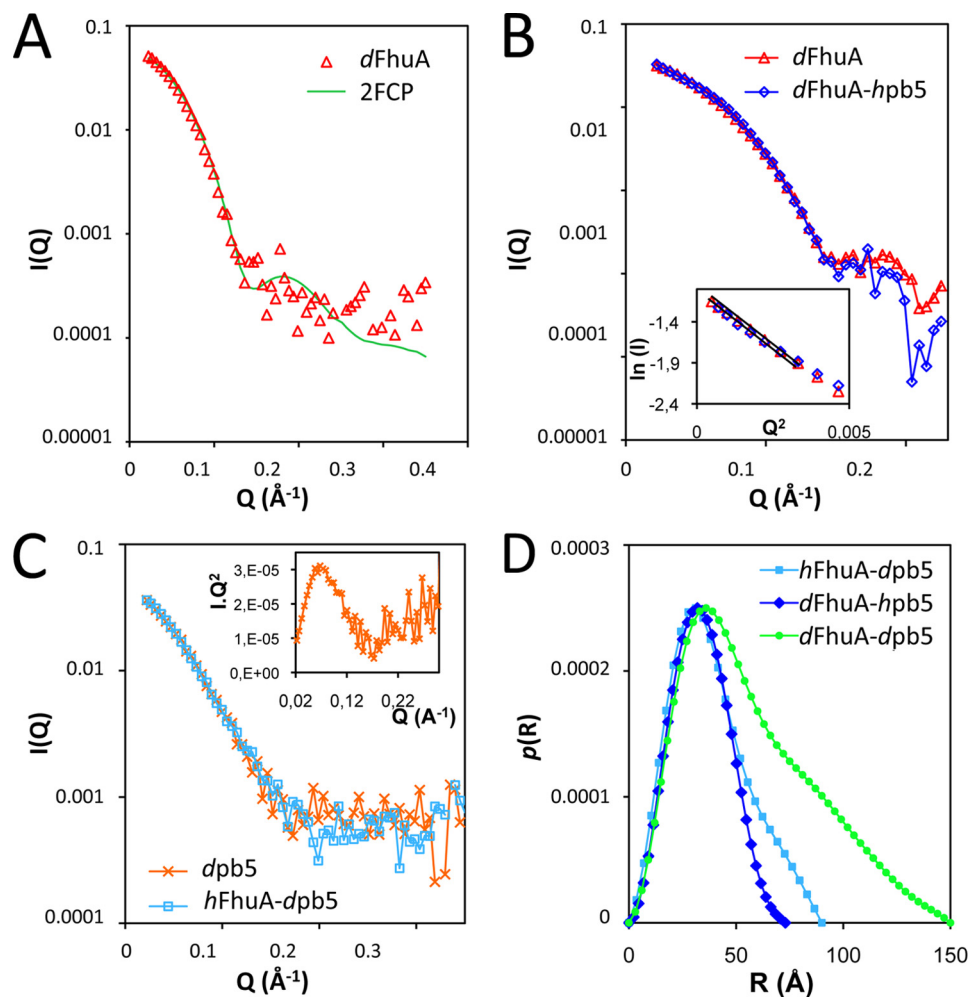 A
0.1
0.01
0.001
0.0001
0.00001
I(Q)
dFhuA
2FCP
0
0.1
0.2
0.3
0.4
Q (Å-1)
B
0.1
0.01
0.001
0.0001
0.00001
I(Q)
dFhuA
dFhuA-hpb5
ln (I)
-1,4
-1,9
-2,4
0
Q2
0.005
0
0.1
0.2
Q (Å-1)
C
0.1
0.01
0.001
0.0001
I(Q)
I.Q2
3,E-05
2,E-05
1,E-05
0,E+00
0,02
0,12
0,22
Q (A-1)
dpb5
hFhuA-dpb5
0
0.1
0.2
0.3
Q (Å-1)
D
0.0003
0.0002
0.0001
0
p(R)
hFhuA-dpb5
dFhuA-hpb5
dFhuA-dpb5
0
50
100
150
R (Å)